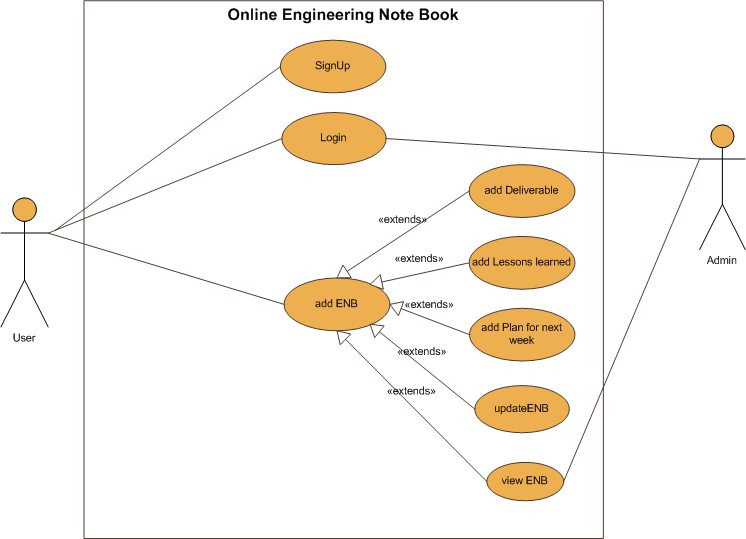 Online Engineering Note Book
SignUp
Login
add Deliverable
«extends»
add Lessons learned
«extends»
add ENB
«extends»
add Plan for next
week
«extends»
updateENB
«extends»
view ENB
User
Admin